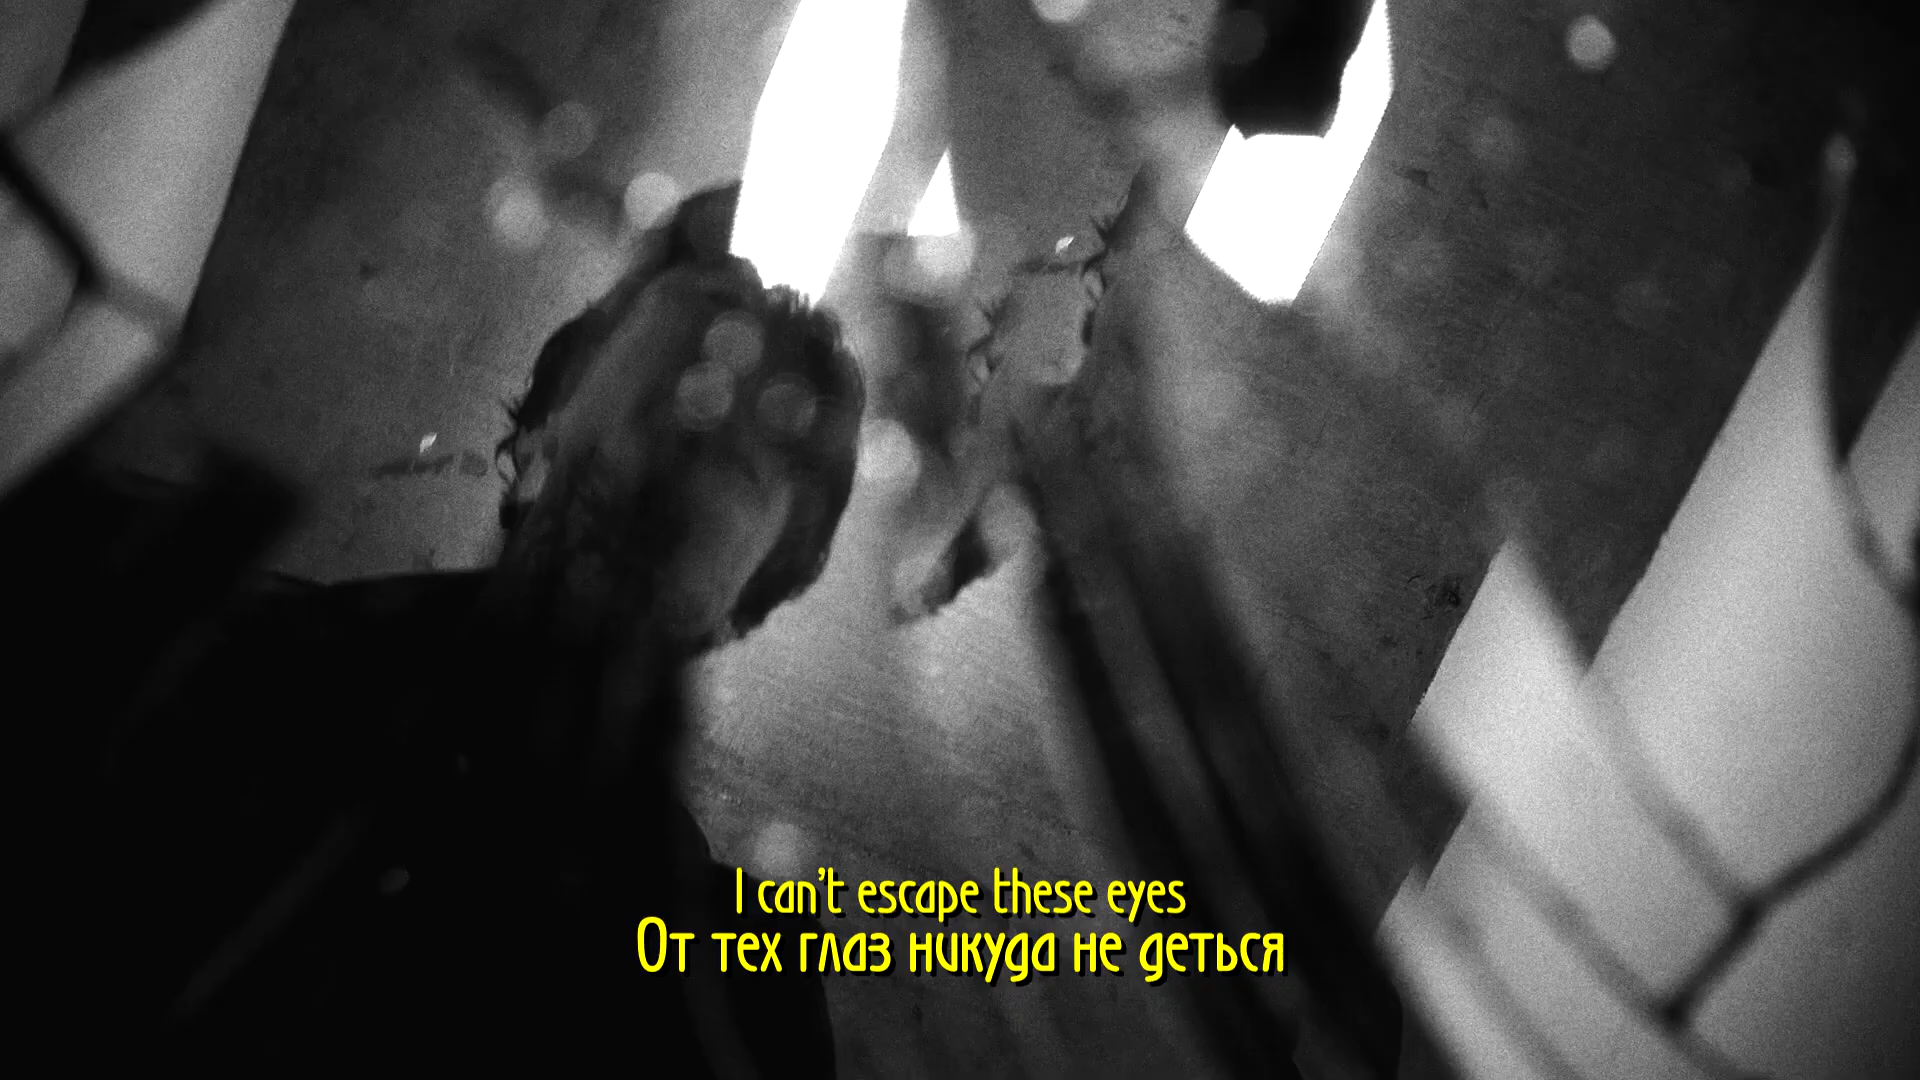 I can't escape these eyes
От тех глаз никуда не деться